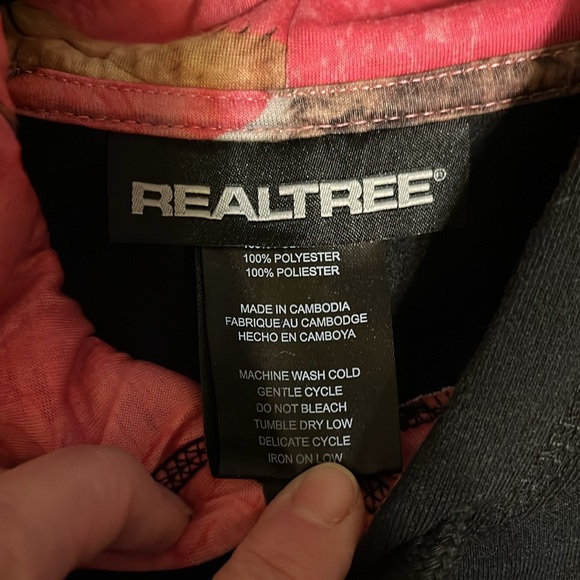 REALTREE®
100% POLYESTER
100% POLIESTER
MADE IN CAMBODIA
FABRIQUE AU CAMBODGE
HECHO EN CAMBOYA
MACHINE WASH COLD
GENTLE CYCLE
DO NOT BLEACH
TUMBLE DRY LOW
DELICATE CYCLE
IRON ON LOW